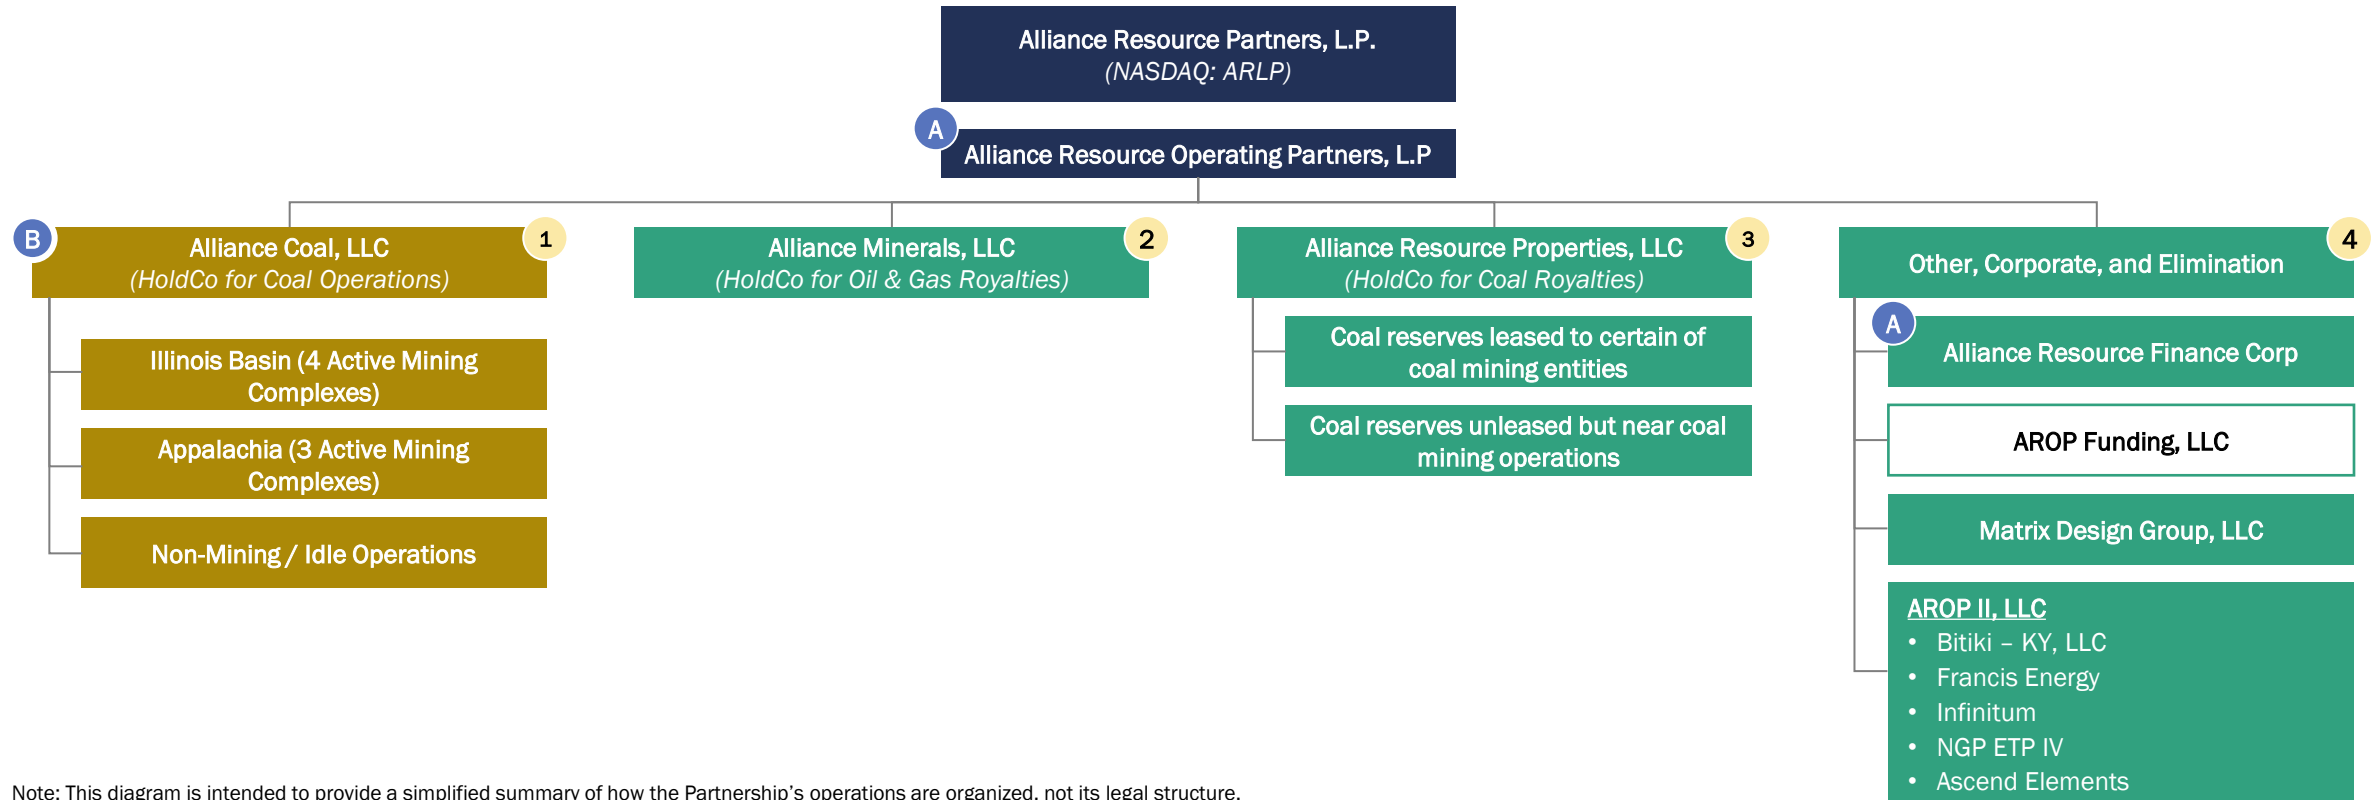 Alliance Resource Partners, L.P.
(NASDAQ: ARLP)
A
Alliance Resource Operating Partners, L.P
B
Alliance Coal, LLC
(HoldCo for Coal Operations)
1
Illinois Basin (4 Active Mining
Complexes)
Appalachia (3 Active Mining
Complexes)
Non-Mining / Idle Operations
Alliance Minerals, LLC
(HoldCo for Oil & Gas Royalties)
2
Alliance Resource Properties, LLC
(HoldCo for Coal Royalties)
3
Coal reserves leased to certain of
coal mining entities
Coal reserves unleased but near coal
mining operations
Other, Corporate, and Elimination
4
A
Alliance Resource Finance Corp
AROP Funding, LLC
Matrix Design Group, LLC
AROP II, LLC
• Bitiki – KY, LLC
• Francis Energy
• Infinitum
• NGP ETP IV
• Ascend Elements
Note: This diagram is intended to provide a simplified summary of how the Partnership's operations are organized, not its legal structure.